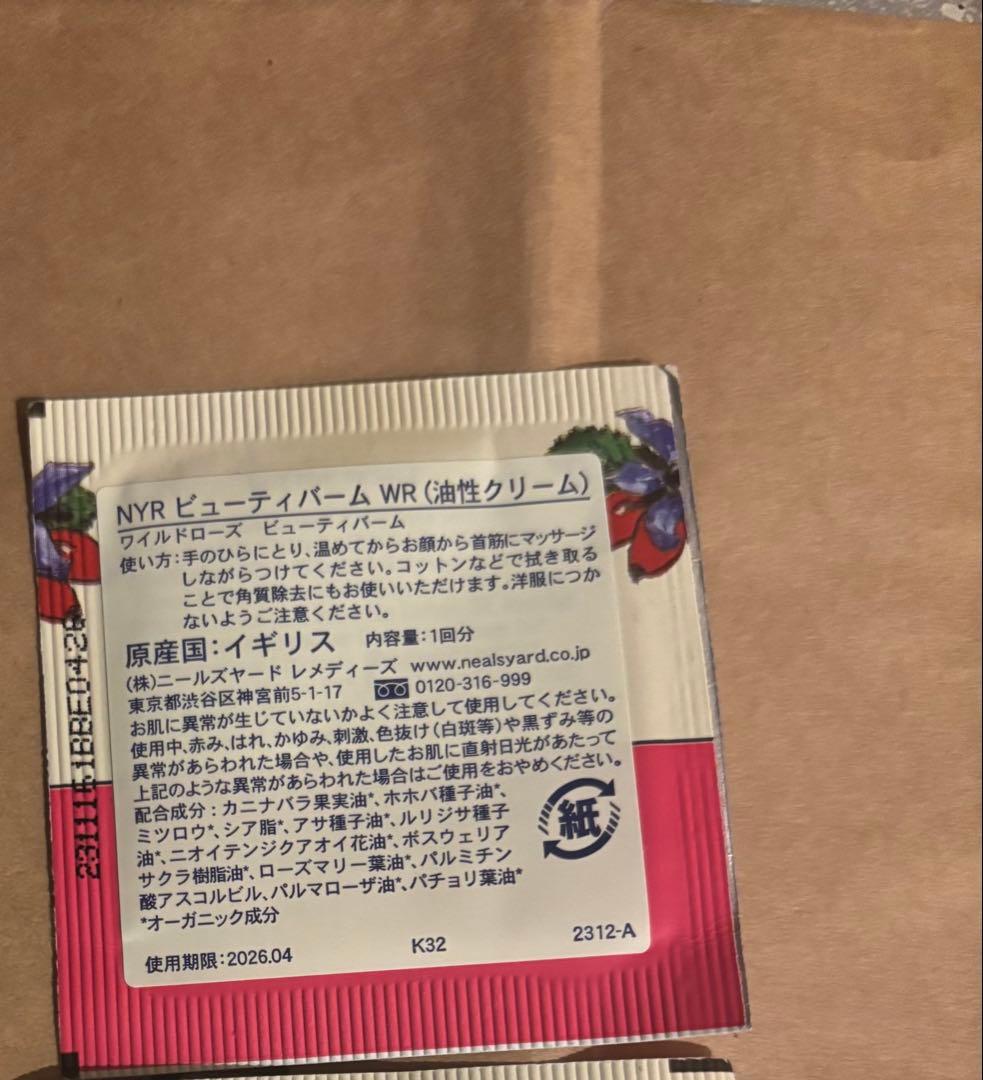 NYR ビューティバーム WR(油性クリーム)
ワイルドローズ ビューティバーム
使い方:手のひらにとり、温めてからお顔から首筋にマッサージ
しながらつけてください。コットンなどで拭き取る
ことで角質除去にもお使いいただけます。洋服につか
ないようご注意ください。
原産国:イギリス 内容量:1回分
(株)ニールズヤード レメディーズ www.nealsyard.co.jp
東京都渋谷区神宮前5-1-17 0120-316-999
お肌に異常が生じていないかよく注意して使用してください。
使用中、赤み、はれ、かゆみ、刺激、色抜け(白斑等)や黒ずみ等の
異常があらわれた場合や、使用したお肌に直射日光があたって
上記のような異常があらわれた場合はご使用をおやめください。
配合成分:カニナバラ果実油*、ホホバ種子油*、
ミツロウ*、シア脂*、アサ種子油*、ルリジサ種子
油*、ニオイテンジクアオイ花油*、ボスウェリア
サクラ樹脂油*、ローズマリー葉油*、パルミチン
酸アスコルビル、パルマローザ油*、パチョリ葉油*
*オーガニック成分
紙
使用期限:2026.04 K32 2312-A